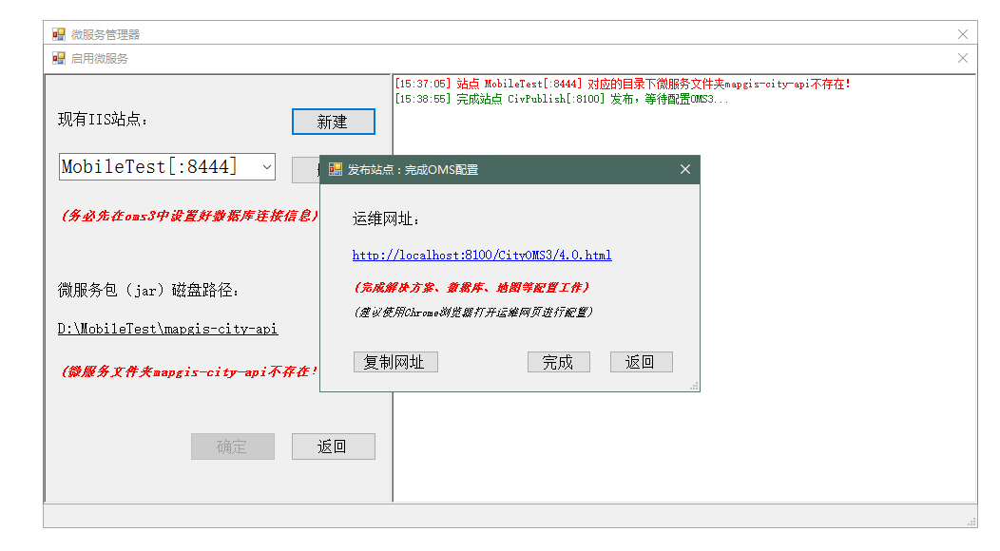 微服务管理器
启用微服务
[15:37:05] 站点 MobileTest[:8444] 对应的目录下微服务文件夹mapgis-city-api不存在!
[15:38:55] 完成站点 CivPublish[:8100] 发布，等待配置OMS3...
现有IIS站点：
新建
MobileTest[:8444]
(务必先在oms3中设置好数据库连接信息)
微服务包（jar）磁盘路径：
D:\MobileTest\mapgis-city-api
(微服务文件夹mapgis-city-api不存在!
确定
返回
发布站点：完成OMS配置
运维网址：
http://localhost:8100/CityOMS3/4.0.html
(完成解决方案、数据库、地图等配置工作)
(建议使用Chrome浏览器打开运维网页进行配置)
复制网址
完成
返回